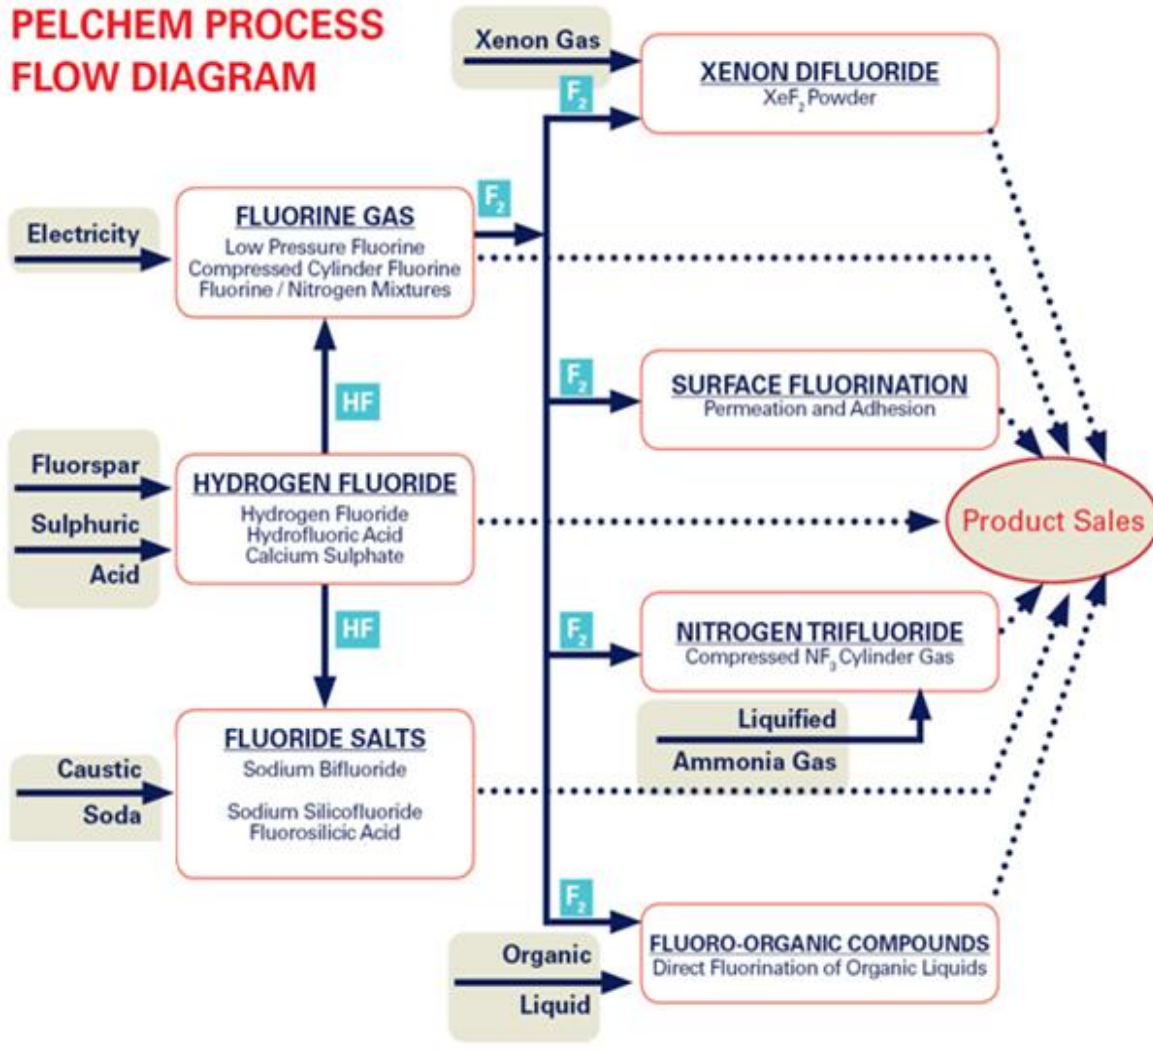 PELCHEM PROCESS
FLOW DIAGRAM
Xenon Gas
F₂
XENON DIFLUORIDE
XeF₂ Powder
Electricity
FLUORINE GAS
Low Pressure Fluorine
Compressed Cylinder Fluorine
Fluorine / Nitrogen Mixtures
F₂
HF
F₂
SURFACE FLUORINATION
Permeation and Adhesion
Fluorspar
Sulphuric
Acid
HYDROGEN FLUORIDE
Hydrogen Fluoride
Hydrofluoric Acid
Calcium Sulphate
Product Sales
HF
F₂
NITROGEN TRIFLUORIDE
Compressed NF₃ Cylinder Gas
Liquified
Ammonia Gas
Caustic
Soda
FLUORIDE SALTS
Sodium Bifluoride
Sodium Silicofluoride
Fluorosilicic Acid
F₂
Organic
Liquid
FLUORO-ORGANIC COMPOUNDS
Direct Fluorination of Organic Liquids